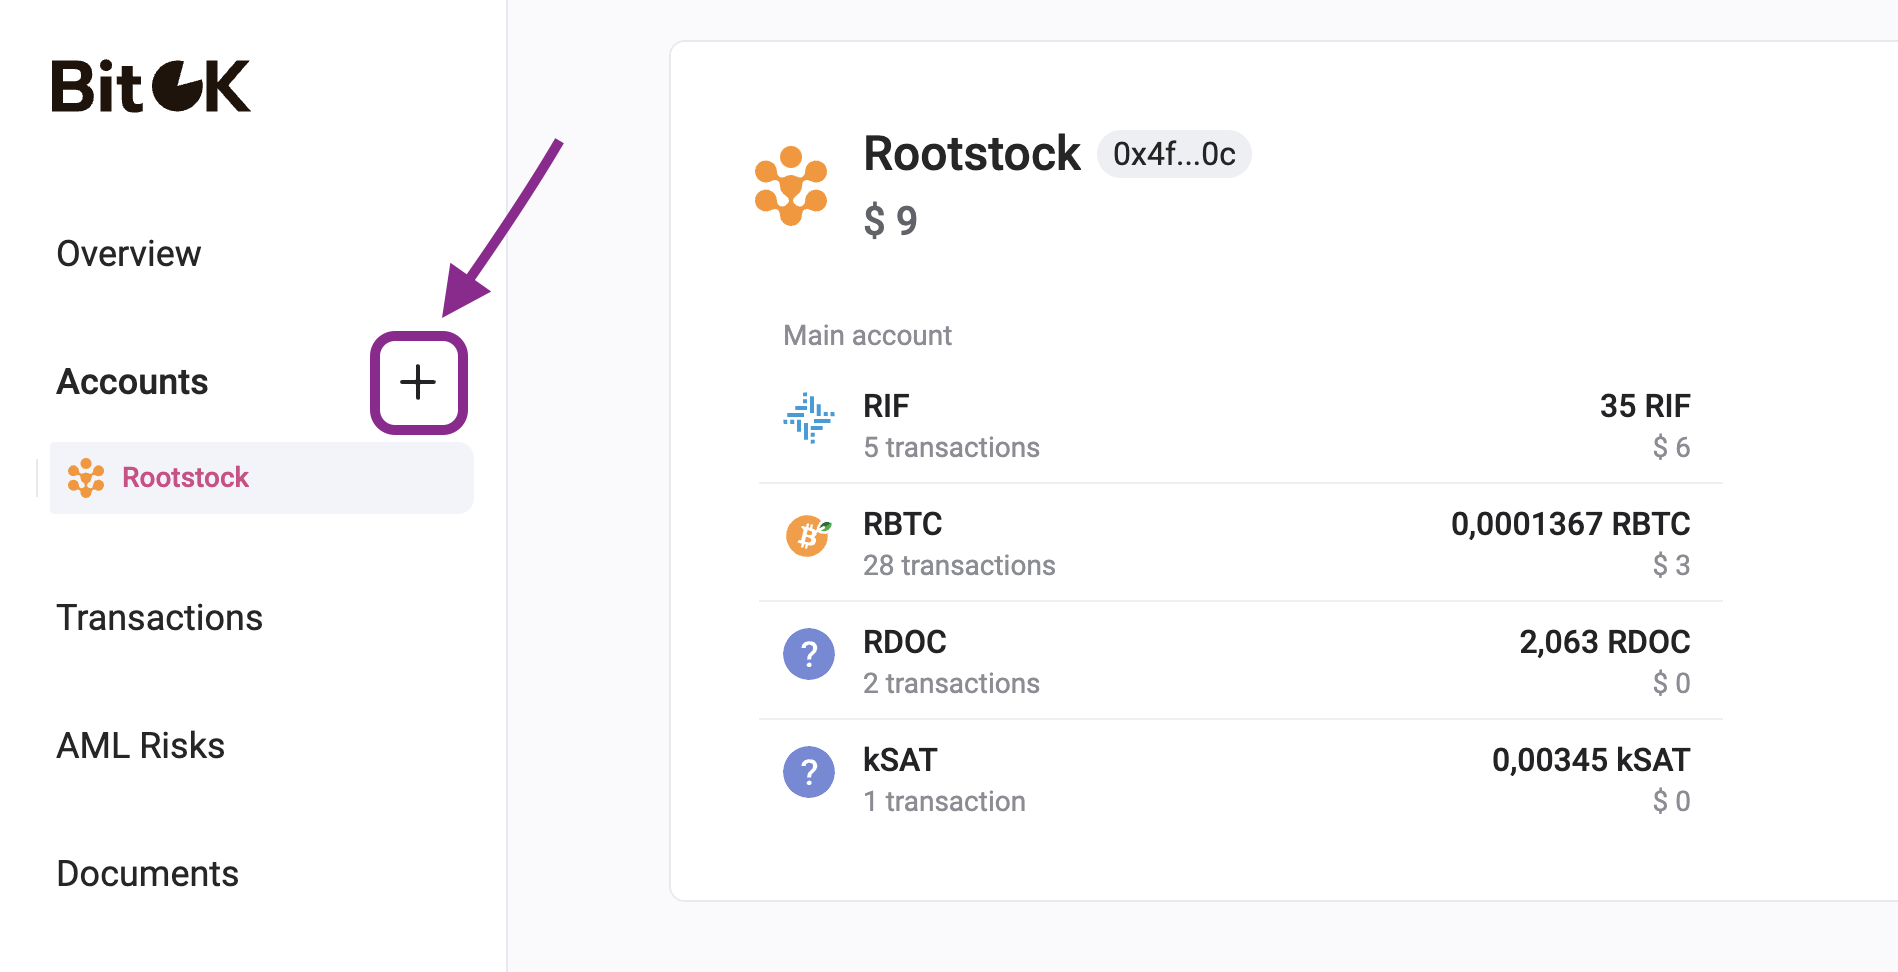 BitOK
Overview
Accounts
+
Rootstock
Transactions
AML Risks
Documents
Rootstock 0x4f...0c
$ 9
Main account
RIF 35 RIF
5 transactions $ 6
RBTC 0,0001367 RBTC
28 transactions $ 3
? RDOC 2,063 RDOC
2 transactions $ 0
? kSAT 0,00345 kSAT
1 transaction $ 0